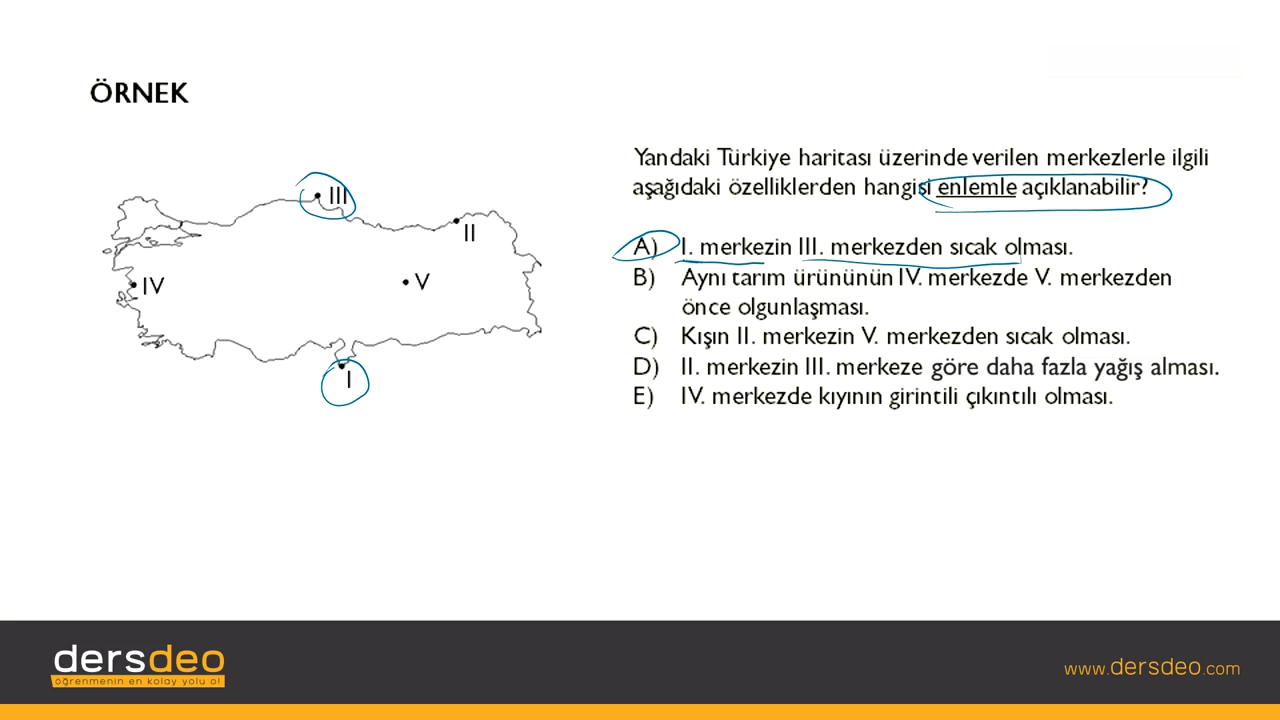 ÖRNEK
Yandaki Türkiye haritası üzerinde verilen merkezlerle ilgili
aşağıdaki özelliklerden hangisi enlemle açıklanabilir?
A) I. merkezin III. merkezden sıcak olması.
B) Aynı tarım ürününün IV. merkezde V. merkezden
önce olgunlaşması.
C) Kışın II. merkezin V. merkezden sıcak olması.
D) II. merkezin III. merkeze göre daha fazla yağış alması.
E) IV. merkezde kıyının girintili çıkıntılı olması.
III
II
IV
V
I
dersdeo
öğrenmenin en kolay yolu o!
www.dersdeo.com